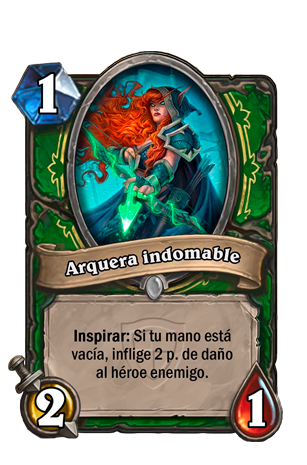 1
Arquera indomable
Inspirar: Si tu mano está
vacía, inflige 2 p. de daño
al héroe enemigo.
2
1